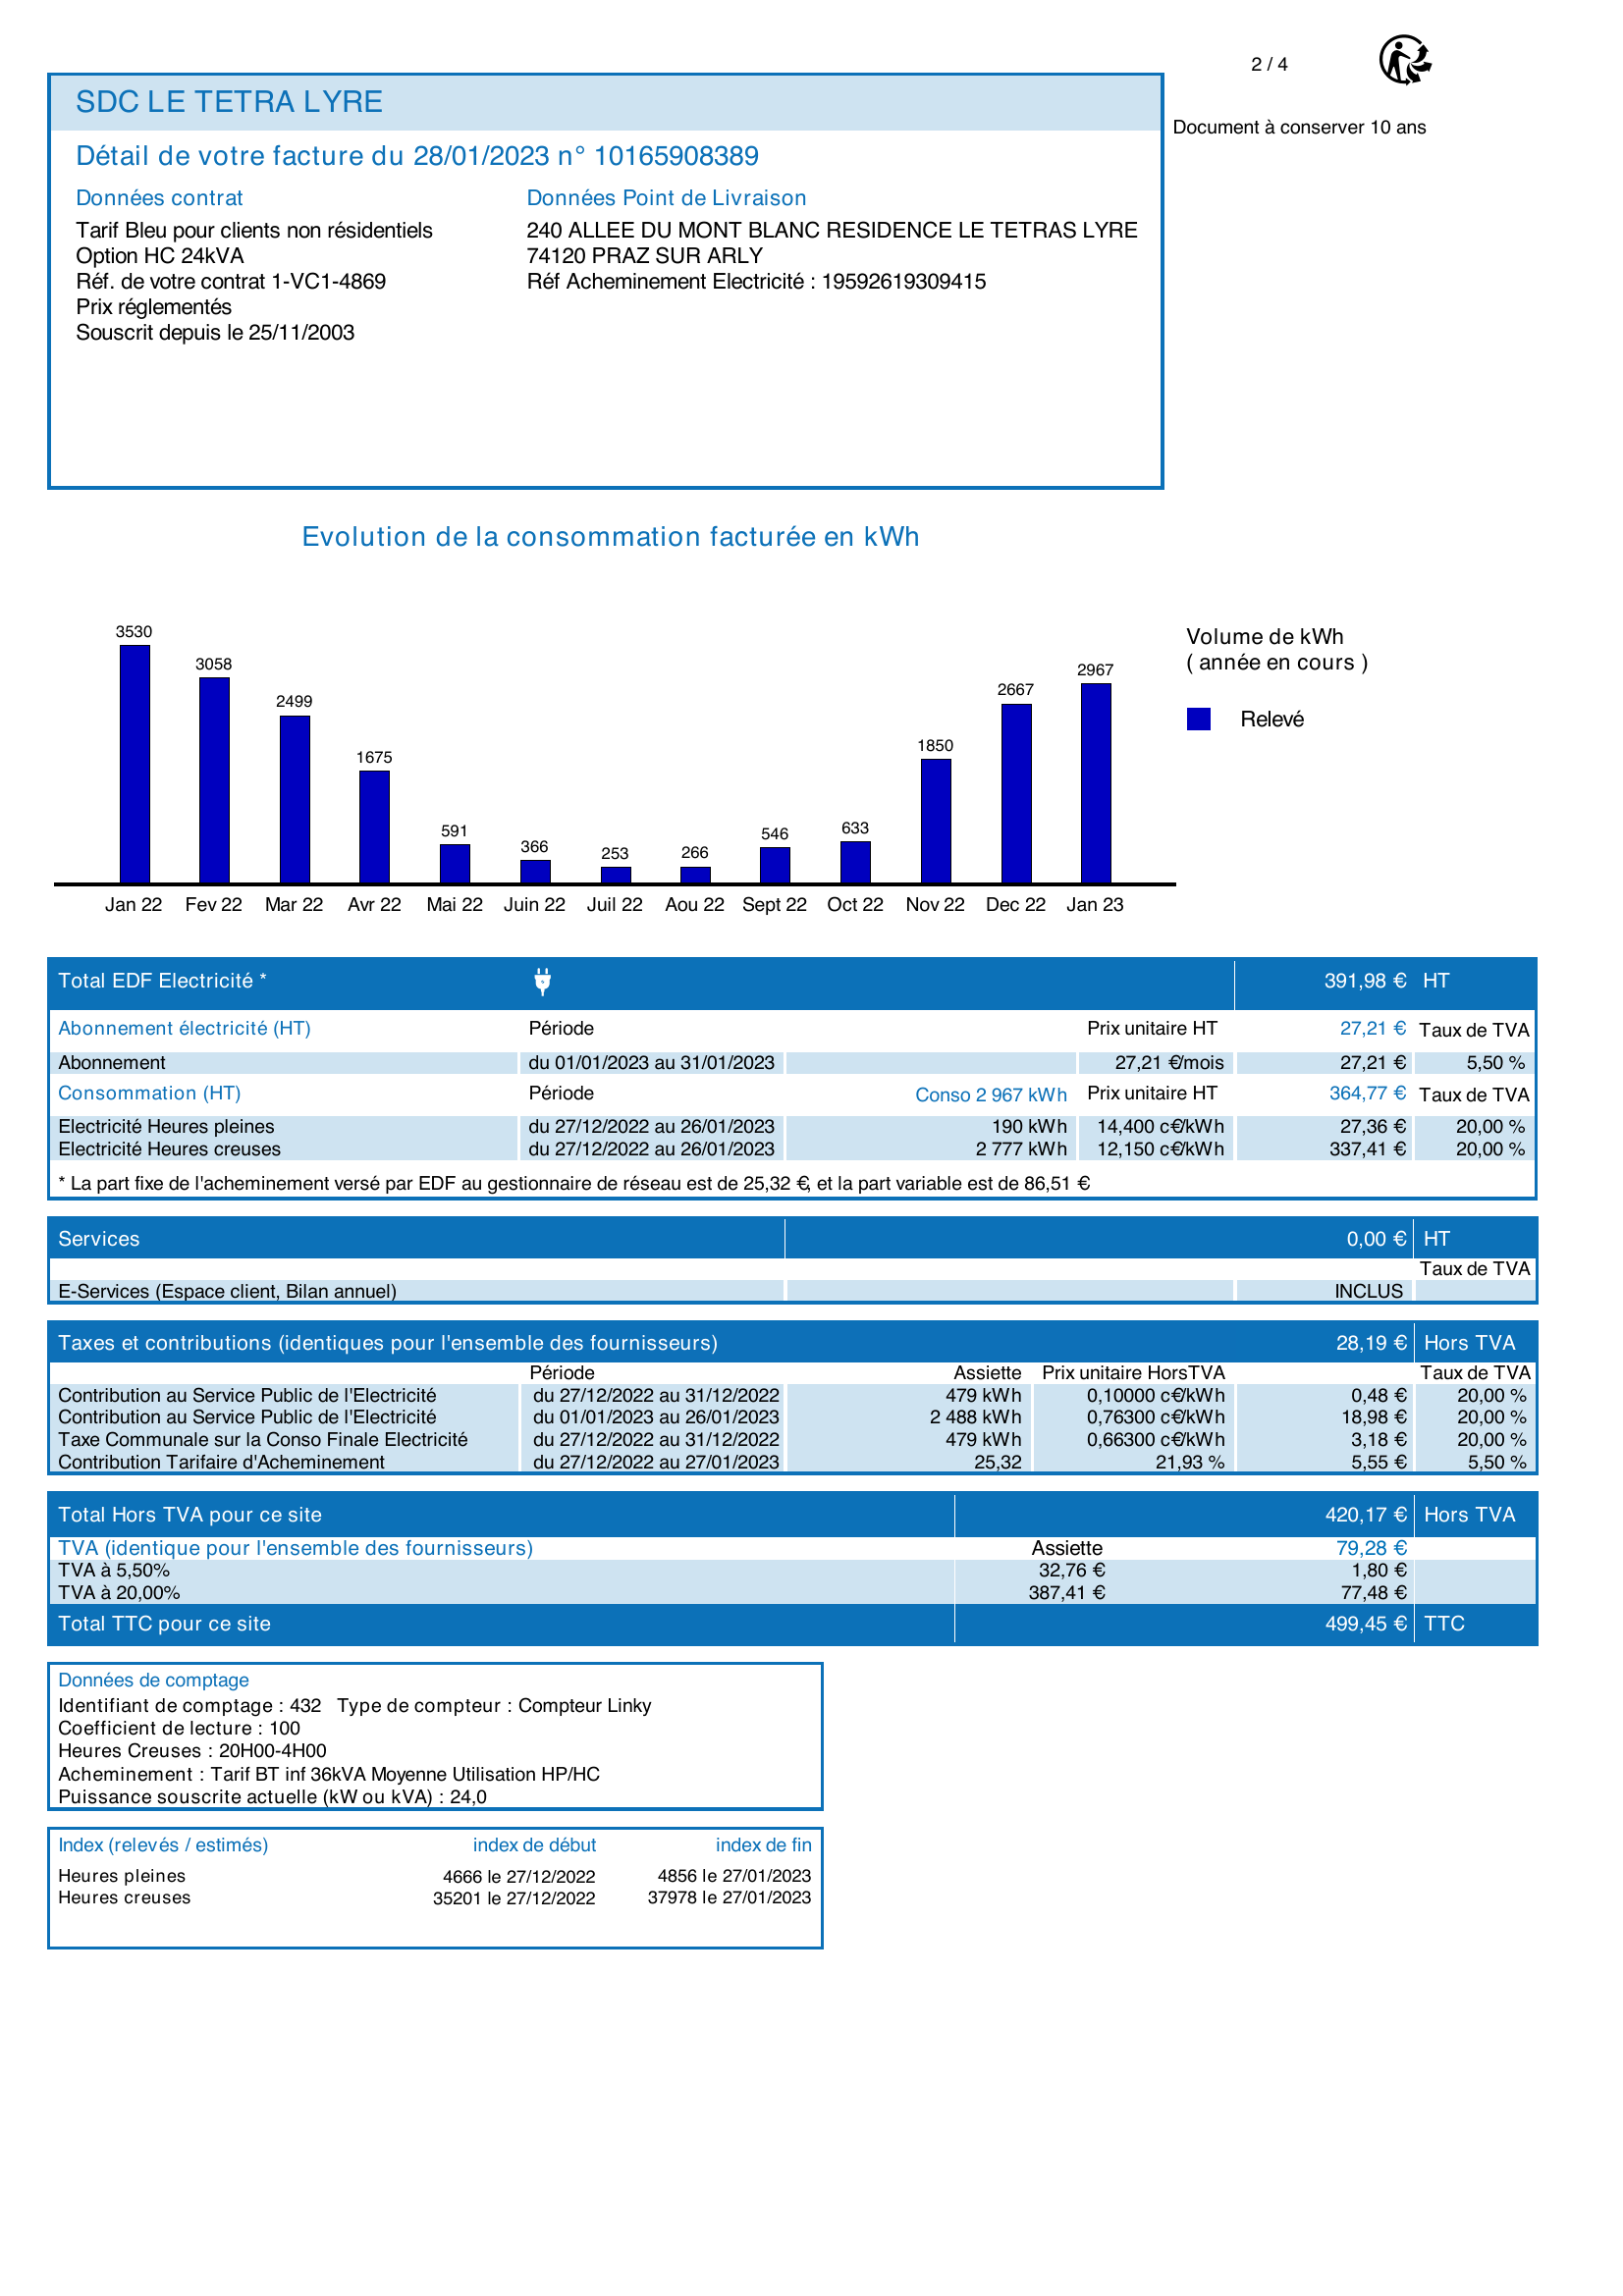 2 / 4
Document à conserver 10 ans
SDC LE TETRA LYRE
Détail de votre facture du 28/01/2023 n° 10165908389
Données contrat
Tarif Bleu pour clients non résidentiels
Option HC 24kVA
Réf. de votre contrat 1-VC1-4869
Prix réglementés
Souscrit depuis le 25/11/2003
Données Point de Livraison
240 ALLEE DU MONT BLANC RESIDENCE LE TETRAS LYRE
74120 PRAZ SUR ARLY
Réf Acheminement Electricité : 19592619309415
Evolution de la consommation facturée en kWh
3530 3058 2499 1675 591 366 253 266 546 633 1850 2667 2967
Jan 22 Fev 22 Mar 22 Avr 22 Mai 22 Juin 22 Juil 22 Aou 22 Sept 22 Oct 22 Nov 22 Dec 22 Jan 23
Volume de kWh
( année en cours )
Relevé
Total EDF Electricité * 391,98 € HT
Abonnement électricité (HT) Période Prix unitaire HT 27,21 € Taux de TVA
Abonnement du 01/01/2023 au 31/01/2023 27,21 €/mois 27,21 € 5,50 %
Consommation (HT) Période Conso 2 967 kWh Prix unitaire HT 364,77 € Taux de TVA
Electricité Heures pleines du 27/12/2022 au 26/01/2023 190 kWh 14,400 c€/kWh 27,36 € 20,00 %
Electricité Heures creuses du 27/12/2022 au 26/01/2023 2 777 kWh 12,150 c€/kWh 337,41 € 20,00 %
* La part fixe de l'acheminement versé par EDF au gestionnaire de réseau est de 25,32 €, et la part variable est de 86,51 €
Services 0,00 € HT
Taux de TVA
E-Services (Espace client, Bilan annuel) INCLUS
Taxes et contributions (identiques pour l'ensemble des fournisseurs) 28,19 € Hors TVA
Période Assiette Prix unitaire HorsTVA Taux de TVA
Contribution au Service Public de l'Electricité du 27/12/2022 au 31/12/2022 479 kWh 0,10000 c€/kWh 0,48 € 20,00 %
Contribution au Service Public de l'Electricité du 01/01/2023 au 26/01/2023 2 488 kWh 0,76300 c€/kWh 18,98 € 20,00 %
Taxe Communale sur la Conso Finale Electricité du 27/12/2022 au 31/12/2022 479 kWh 0,66300 c€/kWh 3,18 € 20,00 %
Contribution Tarifaire d'Acheminement du 27/12/2022 au 27/01/2023 25,32 21,93 % 5,55 € 5,50 %
Total Hors TVA pour ce site 420,17 € Hors TVA
TVA (identique pour l'ensemble des fournisseurs) Assiette 79,28 €
TVA à 5,50% 32,76 € 1,80 €
TVA à 20,00% 387,41 € 77,48 €
Total TTC pour ce site 499,45 € TTC
Données de comptage
Identifiant de comptage : 432 Type de compteur : Compteur Linky
Coefficient de lecture : 100
Heures Creuses : 20H00-4H00
Acheminement : Tarif BT inf 36kVA Moyenne Utilisation HP/HC
Puissance souscrite actuelle (kW ou kVA) : 24,0
Index (relevés / estimés) index de début index de fin
Heures pleines 4666 le 27/12/2022 4856 le 27/01/2023
Heures creuses 35201 le 27/12/2022 37978 le 27/01/2023